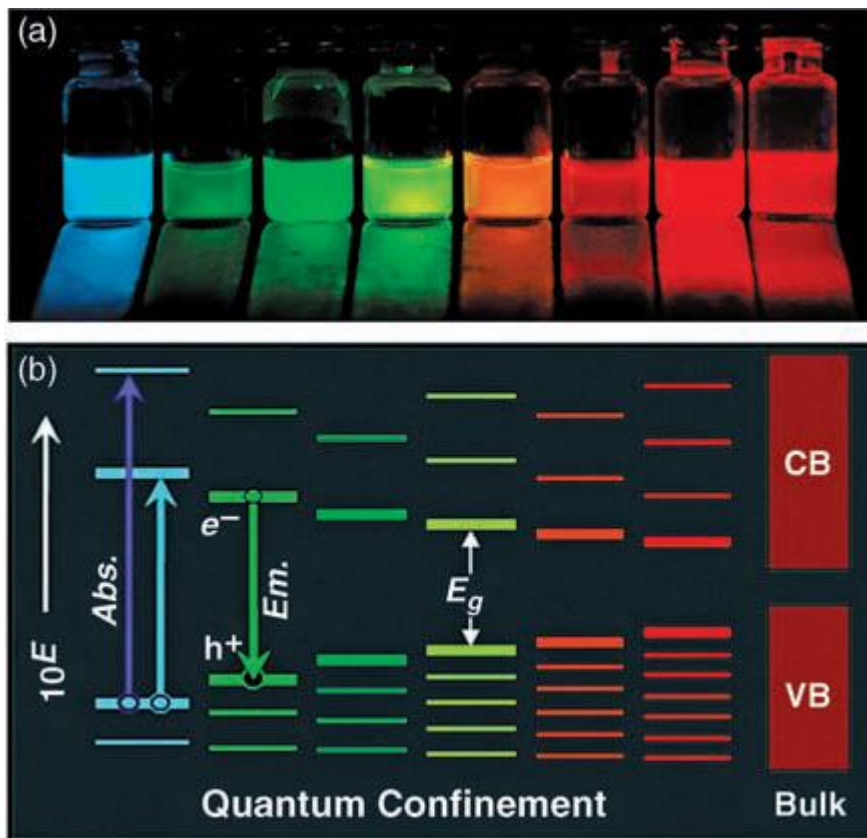 (a)
(b)
CB
e⁻
Abs.
Em.
E_g
10E
h⁺
VB
Quantum Confinement
Bulk